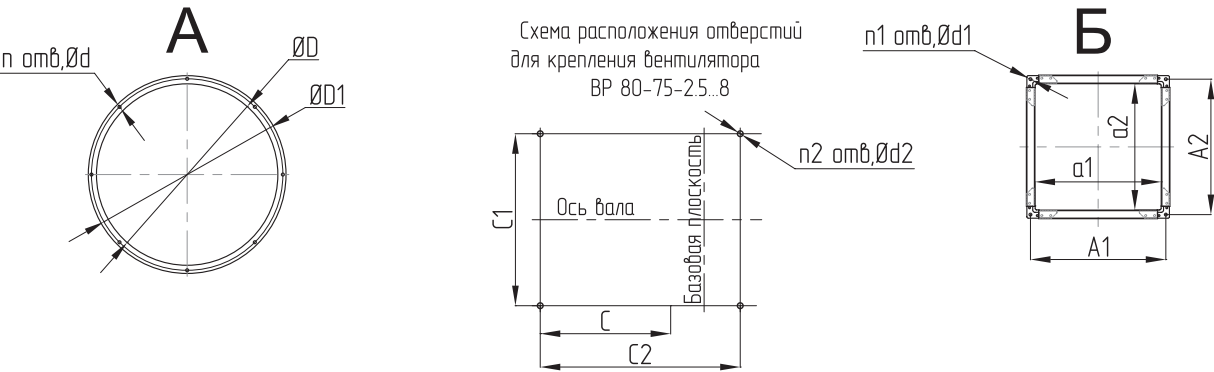 А
n отв,Ød
ØD
ØD1
Схема расположения отверстий
для крепления вентилятора
ВР 80-75-2.5...8
n2 отв,Ød2
Базовая плоскость
Ось вала
C1
C
C2
Б
n1 отв,Ød1
a2
a1
A2
A1